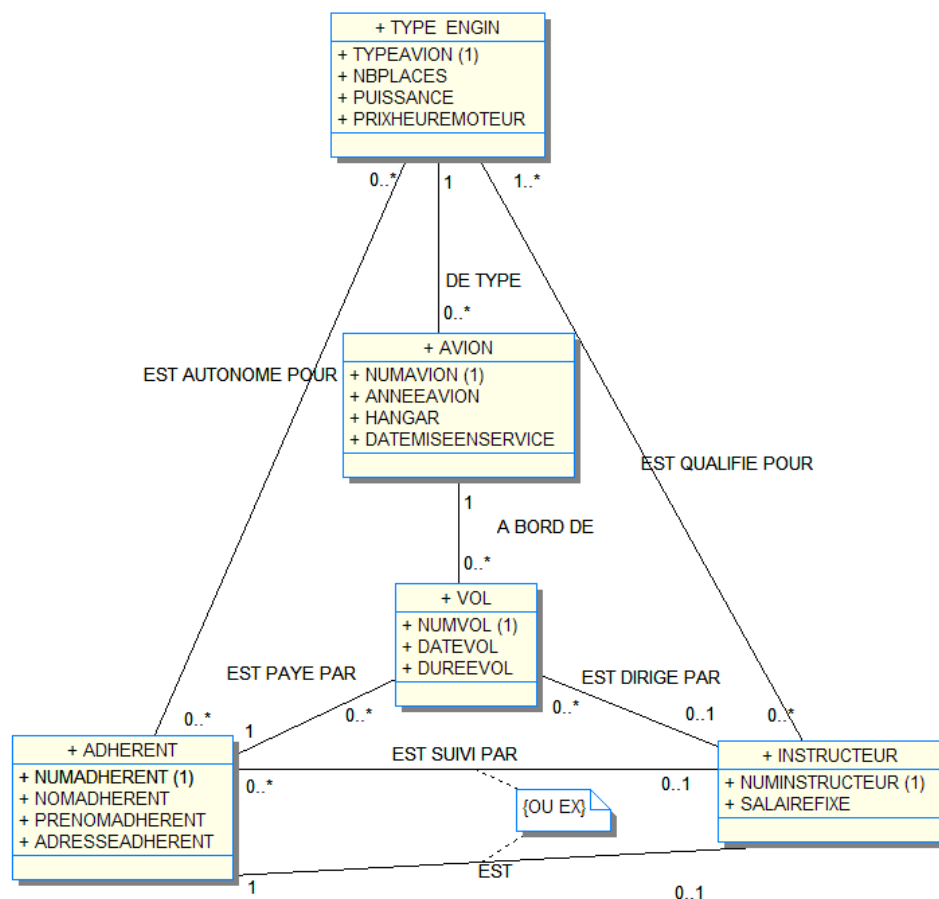 + TYPE ENGIN
+ TYPEAVION (1)
+ NBPLACES
+ PUISSANCE
+ PRIXHEUREMOTEUR
0..*
1
1..*
DE TYPE
0..*
+ AVION
+ NUMAVION (1)
+ ANNEEAVION
+ HANGAR
+ DATEMISEENSERVICE
EST AUTONOME POUR
EST QUALIFIE POUR
1
A BORD DE
0..*
+ VOL
+ NUMVOL (1)
+ DATEVOL
+ DUREEVOL
EST PAYE PAR
EST DIRIGE PAR
0..*
1
0..*
0..*
0..1
0..*
+ ADHERENT
+ NUMADHERENT (1)
+ NOMADHERENT
+ PRENOMADHERENT
+ ADRESSEADHERENT
EST SUIVI PAR
0..*
0..1
+ INSTRUCTEUR
+ NUMINSTRUCTEUR (1)
+ SALAIREFIXE
{OU EX}
EST
1
0..1